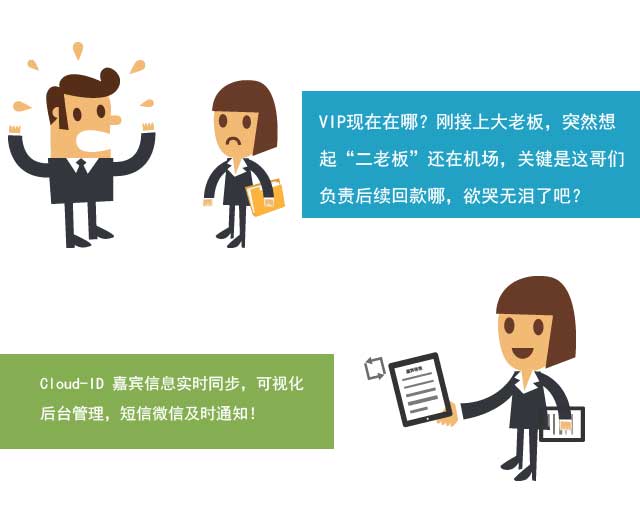 VIP现在在哪？刚接上大老板，突然想
起“二老板”还在机场，关键是这哥们
负责后续回款哪，欲哭无泪了吧？
Cloud-ID 嘉宾信息实时同步，可视化
后台管理，短信微信及时通知！